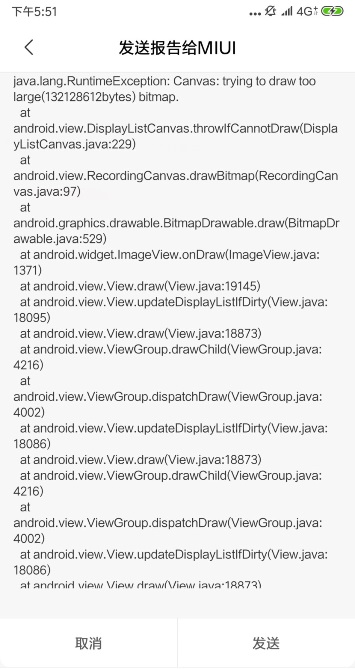 下午5:51
4G
发送报告给MIUI
java.lang.RuntimeException: Canvas: trying to draw too
large(132128612bytes) bitmap.
at
android.view.DisplayListCanvas.throwIfCannotDraw(Displa
yListCanvas.java:229)
at
android.view.RecordingCanvas.drawBitmap(RecordingCan
vas.java:97)
at
android.graphics.drawable.BitmapDrawable.draw(BitmapDr
awable.java:529)
at android.widget.ImageView.onDraw(ImageView.java:
1371)
at android.view.View.draw(View.java:19145)
at android.view.View.updateDisplayListIfDirty(View.java:
18095)
at android.view.View.draw(View.java:18873)
at android.view.ViewGroup.drawChild(ViewGroup.java:
4216)
at
android.view.ViewGroup.dispatchDraw(ViewGroup.java:
4002)
at android.view.View.updateDisplayListIfDirty(View.java:
18086)
at android.view.View.draw(View.java:18873)
at android.view.ViewGroup.drawChild(ViewGroup.java:
4216)
at
android.view.ViewGroup.dispatchDraw(ViewGroup.java:
4002)
at android.view.View.updateDisplayListIfDirty(View.java:
18086)
at android.view.View.draw(View.java:18873)
取消
发送